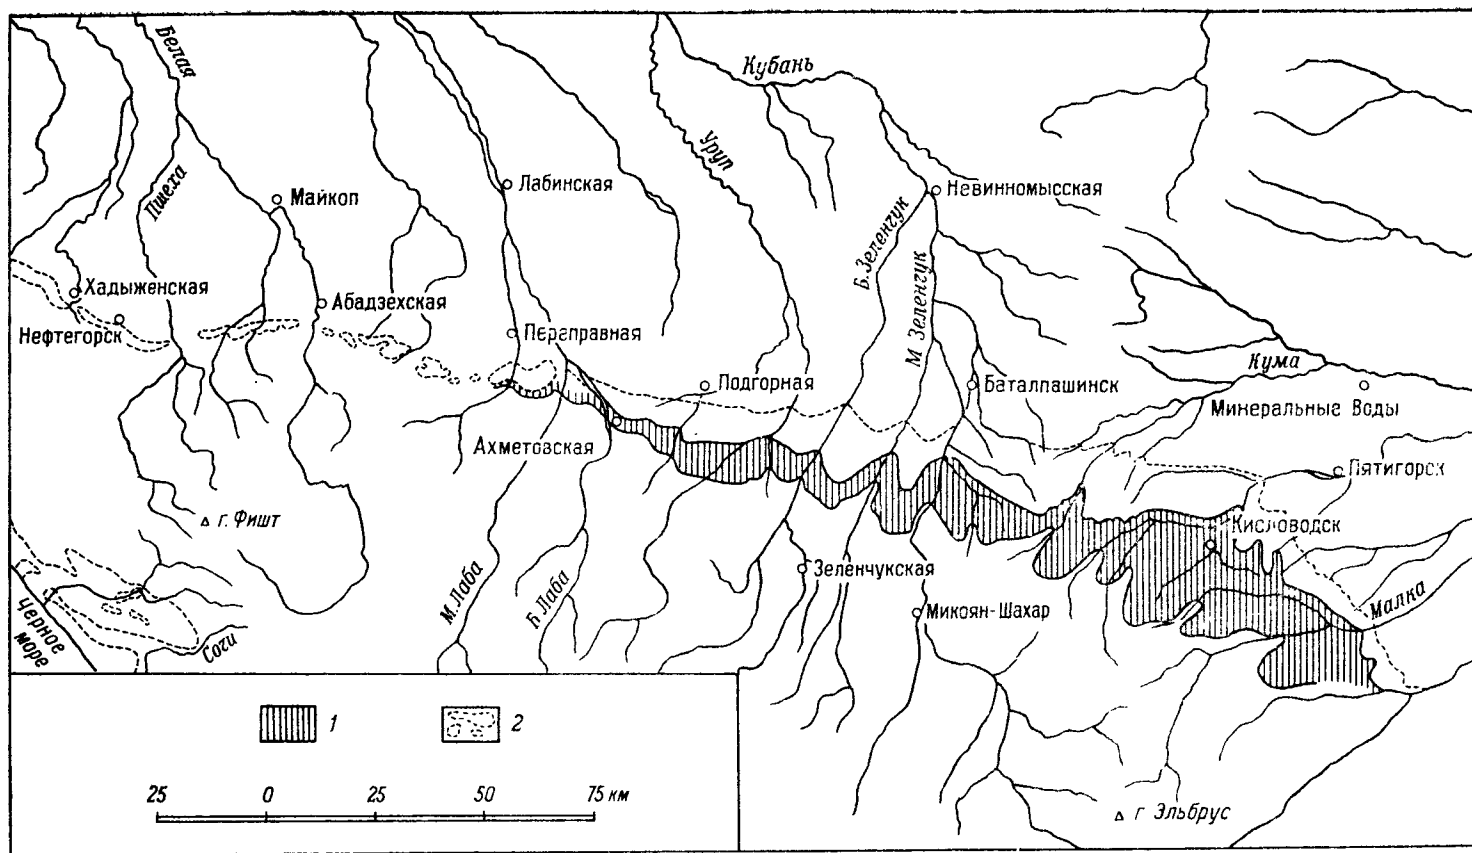 Белая
Кубань
Уруп
Пшеха
Майкоп
Лабинская
Невинномысская
Б. Зеленгук
М Зеленгук
Хадыженская
Нефтегорск
Абадзехская
Переправная
Подгорная
Баталпашинск
Кума
Минеральные Воды
Ахметовская
Пятигорск
г. Фишт
Кисловодск
М. Лаба
Б. Лаба
Зеленчукская
Микоян-Шахар
Малка
Черное
море
Сочи
1
2
25 0 25 50 75 км
г Эльбрус